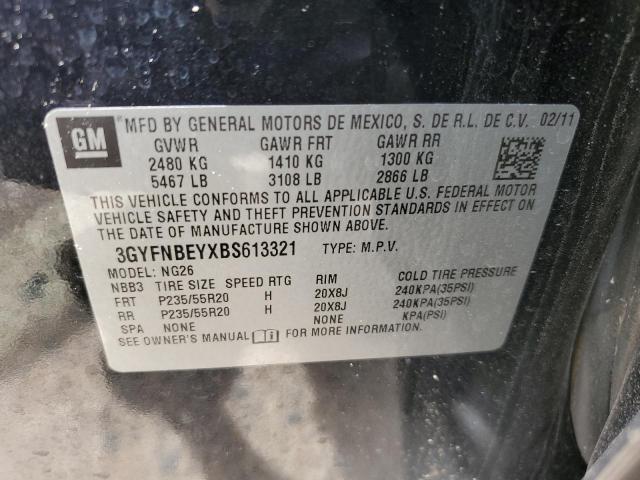 GM MFD BY GENERAL MOTORS DE MEXICO, S. DE R.L. DE C.V. 02/11
GVWR GAWR FRT GAWR RR
2480 KG 1410 KG 1300 KG
5467 LB 3108 LB 2866 LB
THIS VEHICLE CONFORMS TO ALL APPLICABLE U.S. FEDERAL MOTOR
VEHICLE SAFETY AND THEFT PREVENTION STANDARDS IN EFFECT ON
THE DATE OF MANUFACTURE SHOWN ABOVE.
3GYFNBEYXBS613321 TYPE: M.P.V.
MODEL: NG26
NBB3 TIRE SIZE SPEED RTG RIM COLD TIRE PRESSURE
FRT P235/55R20 H 20X8J 240KPA(35PSI)
RR P235/55R20 H 20X8J 240KPA(35PSI)
SPA NONE NONE KPA(PSI)
SEE OWNER'S MANUAL FOR MORE INFORMATION.